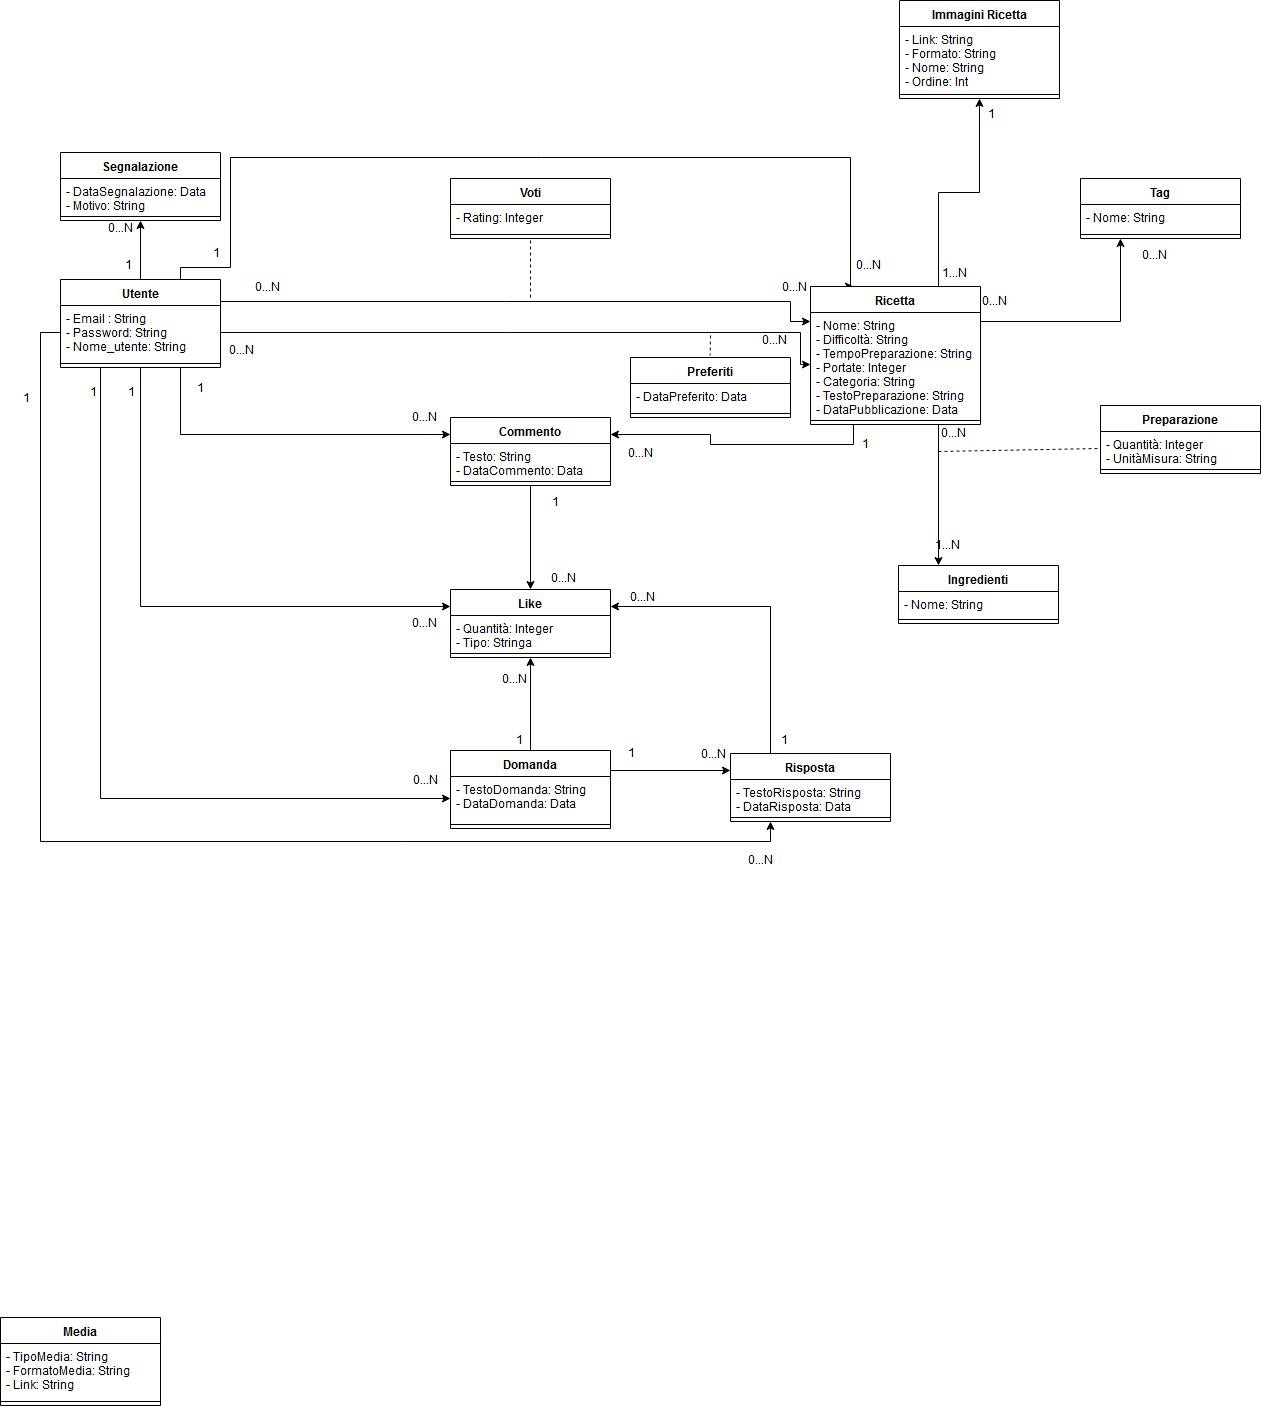 Immagini Ricetta
- Link: String
- Formato: String
- Nome: String
- Ordine: Int
1
Segnalazione
- DataSegnalazione: Data
- Motivo: String
0...N
1
1
Voti
- Rating: Integer
Tag
- Nome: String
0...N
0...N
1...N
0...N
0...N
0...N
Utente
- Email : String
- Password: String
- Nome_utente: String
0...N
0...N
Ricetta
- Nome: String
- Difficoltà: String
- TempoPreparazione: String
- Portate: Integer
- Categoria: String
- TestoPreparazione: String
- DataPubblicazione: Data
Preferiti
- DataPreferito: Data
1
1
1
1
0...N
Commento
- Testo: String
- DataCommento: Data
0...N
1
0...N
Preparazione
- Quantità: Integer
- UnitàMisura: String
1
0...N
1...N
Ingredienti
- Nome: String
Like
- Quantità: Integer
- Tipo: Stringa
0...N
0...N
0...N
1
1
1
0...N
Domanda
- TestoDomanda: String
- DataDomanda: Data
0...N
Risposta
- TestoRisposta: String
- DataRisposta: Data
0...N
Media
- TipoMedia: String
- FormatoMedia: String
- Link: String